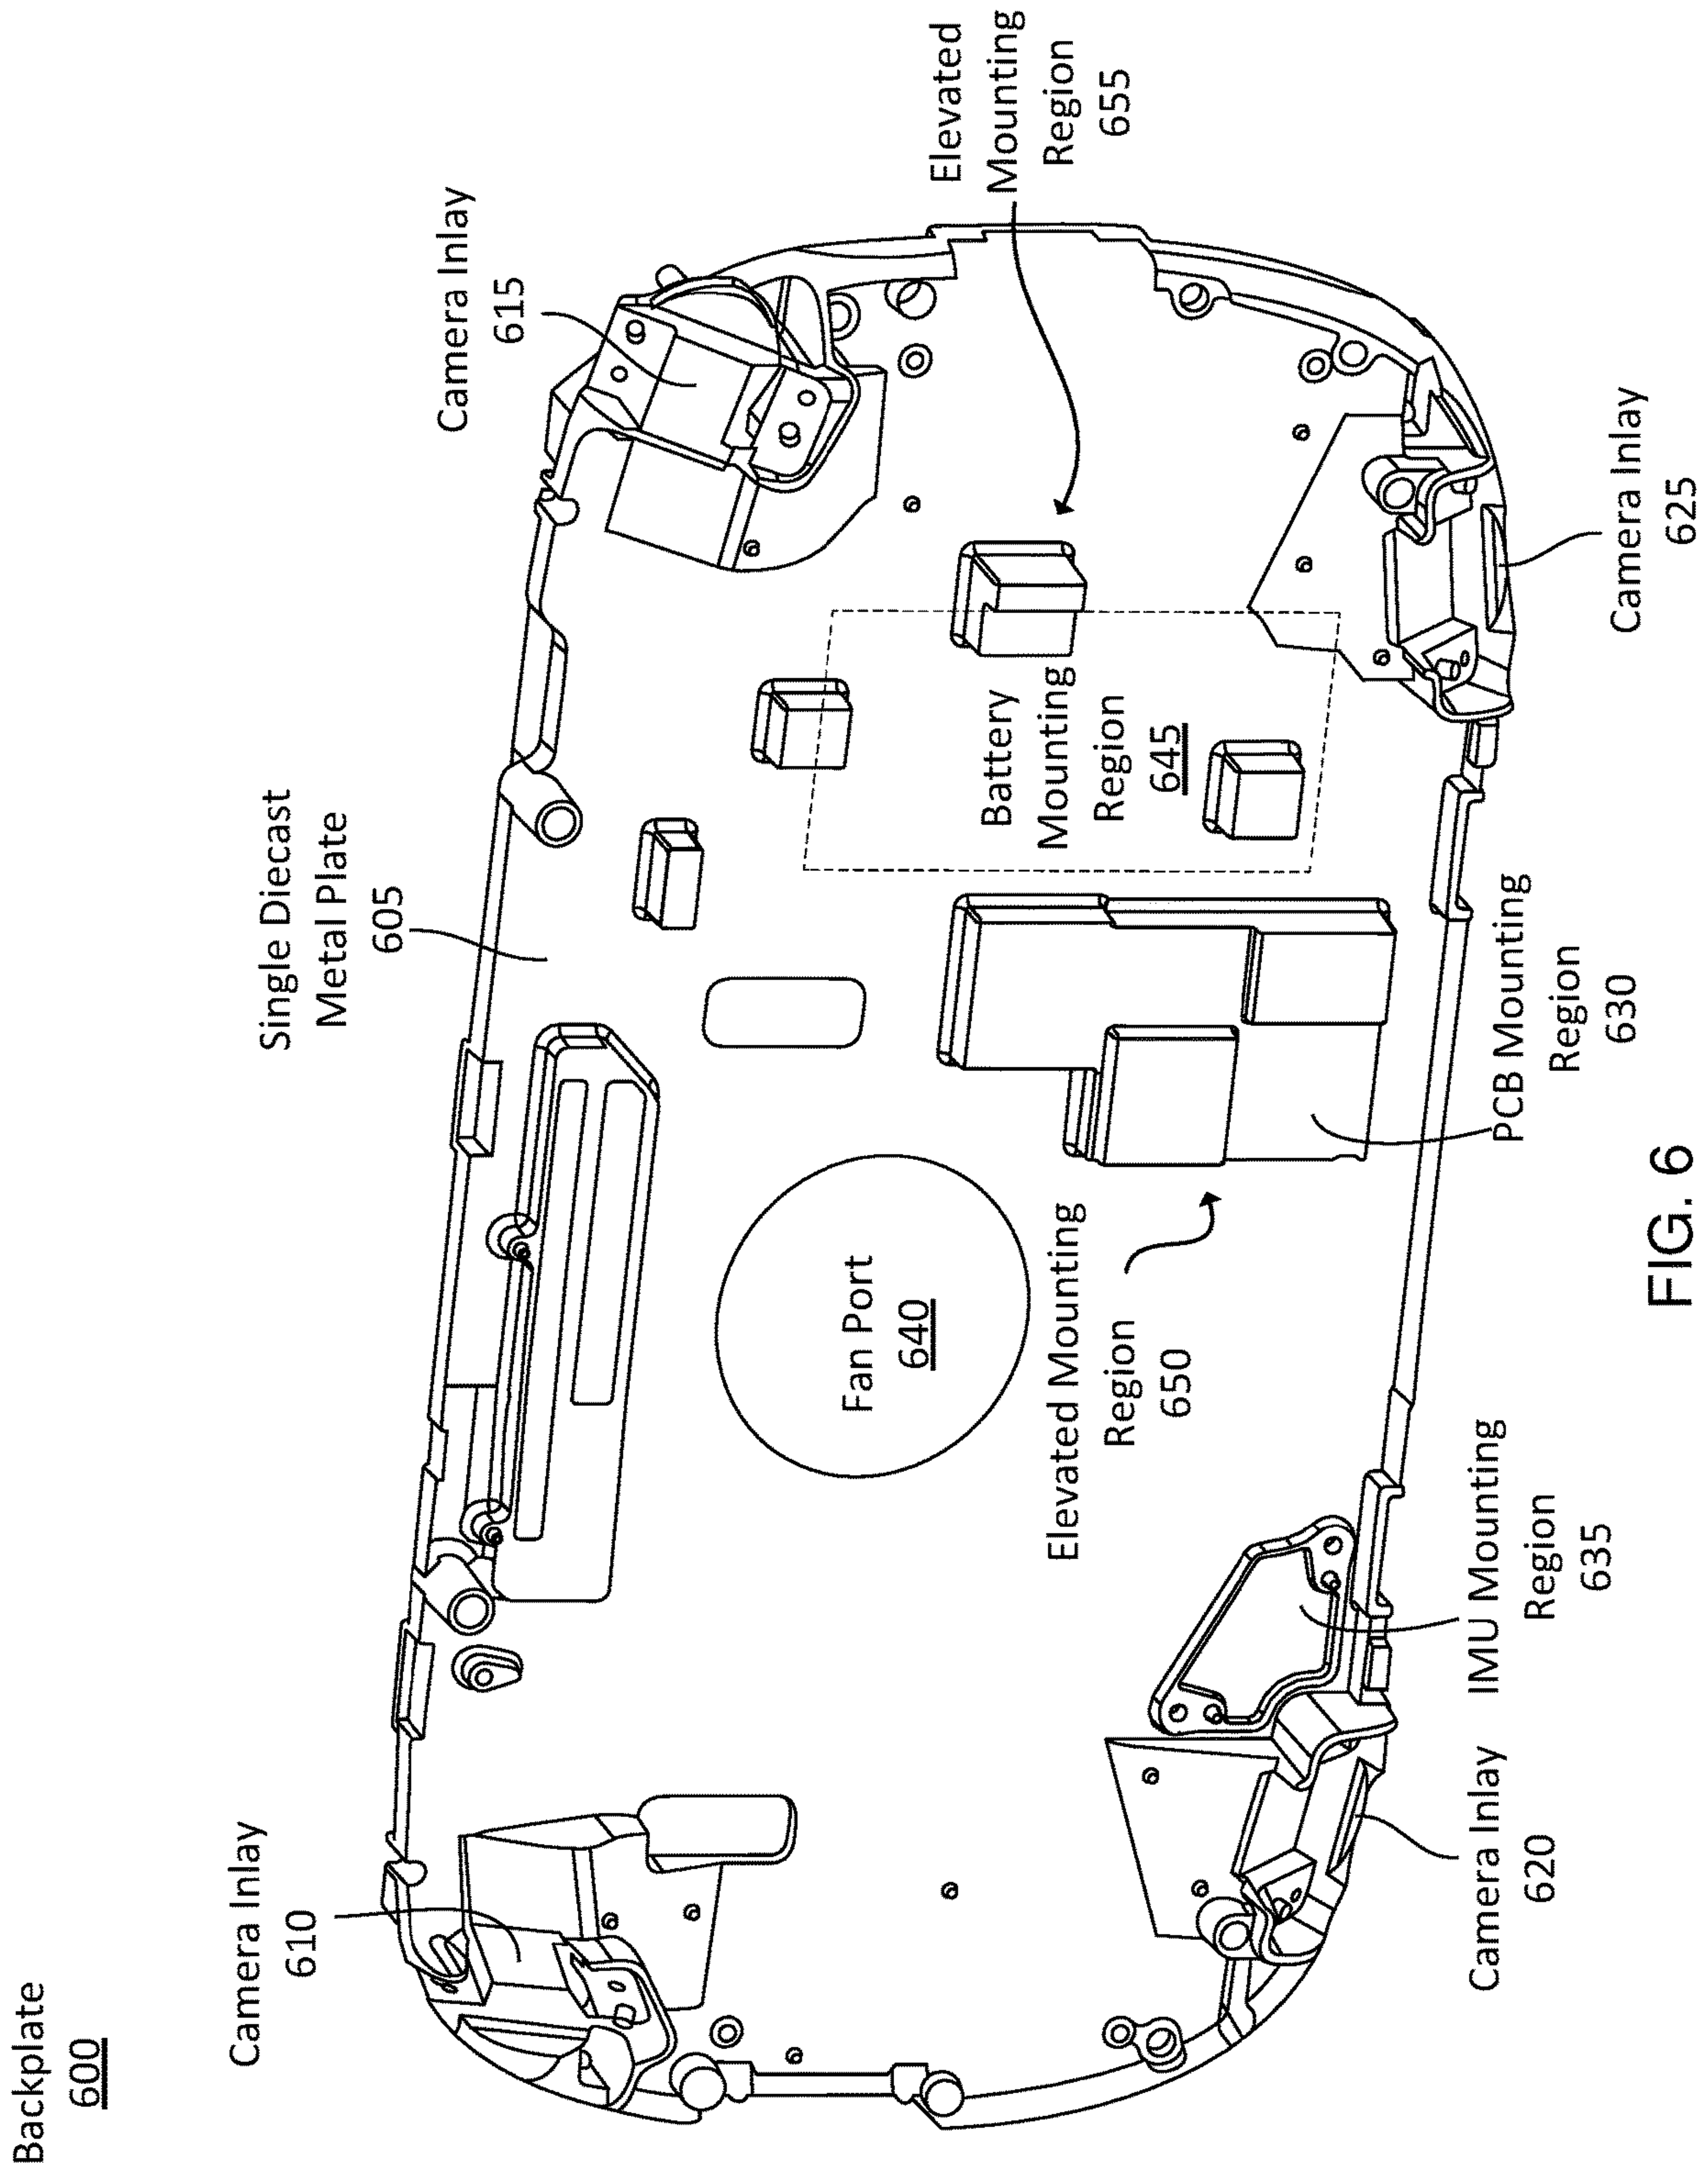 Backplate
600
Camera Inlay
610
Single Diecast
Metal Plate
605
Camera Inlay
615
Elevated
Mounting
Region
655
Fan Port
640
Battery
Mounting
Region
645
Elevated Mounting
Region
650
Camera Inlay
620
IMU Mounting
Region
635
PCB Mounting
Region
630
Camera Inlay
625
FIG. 6